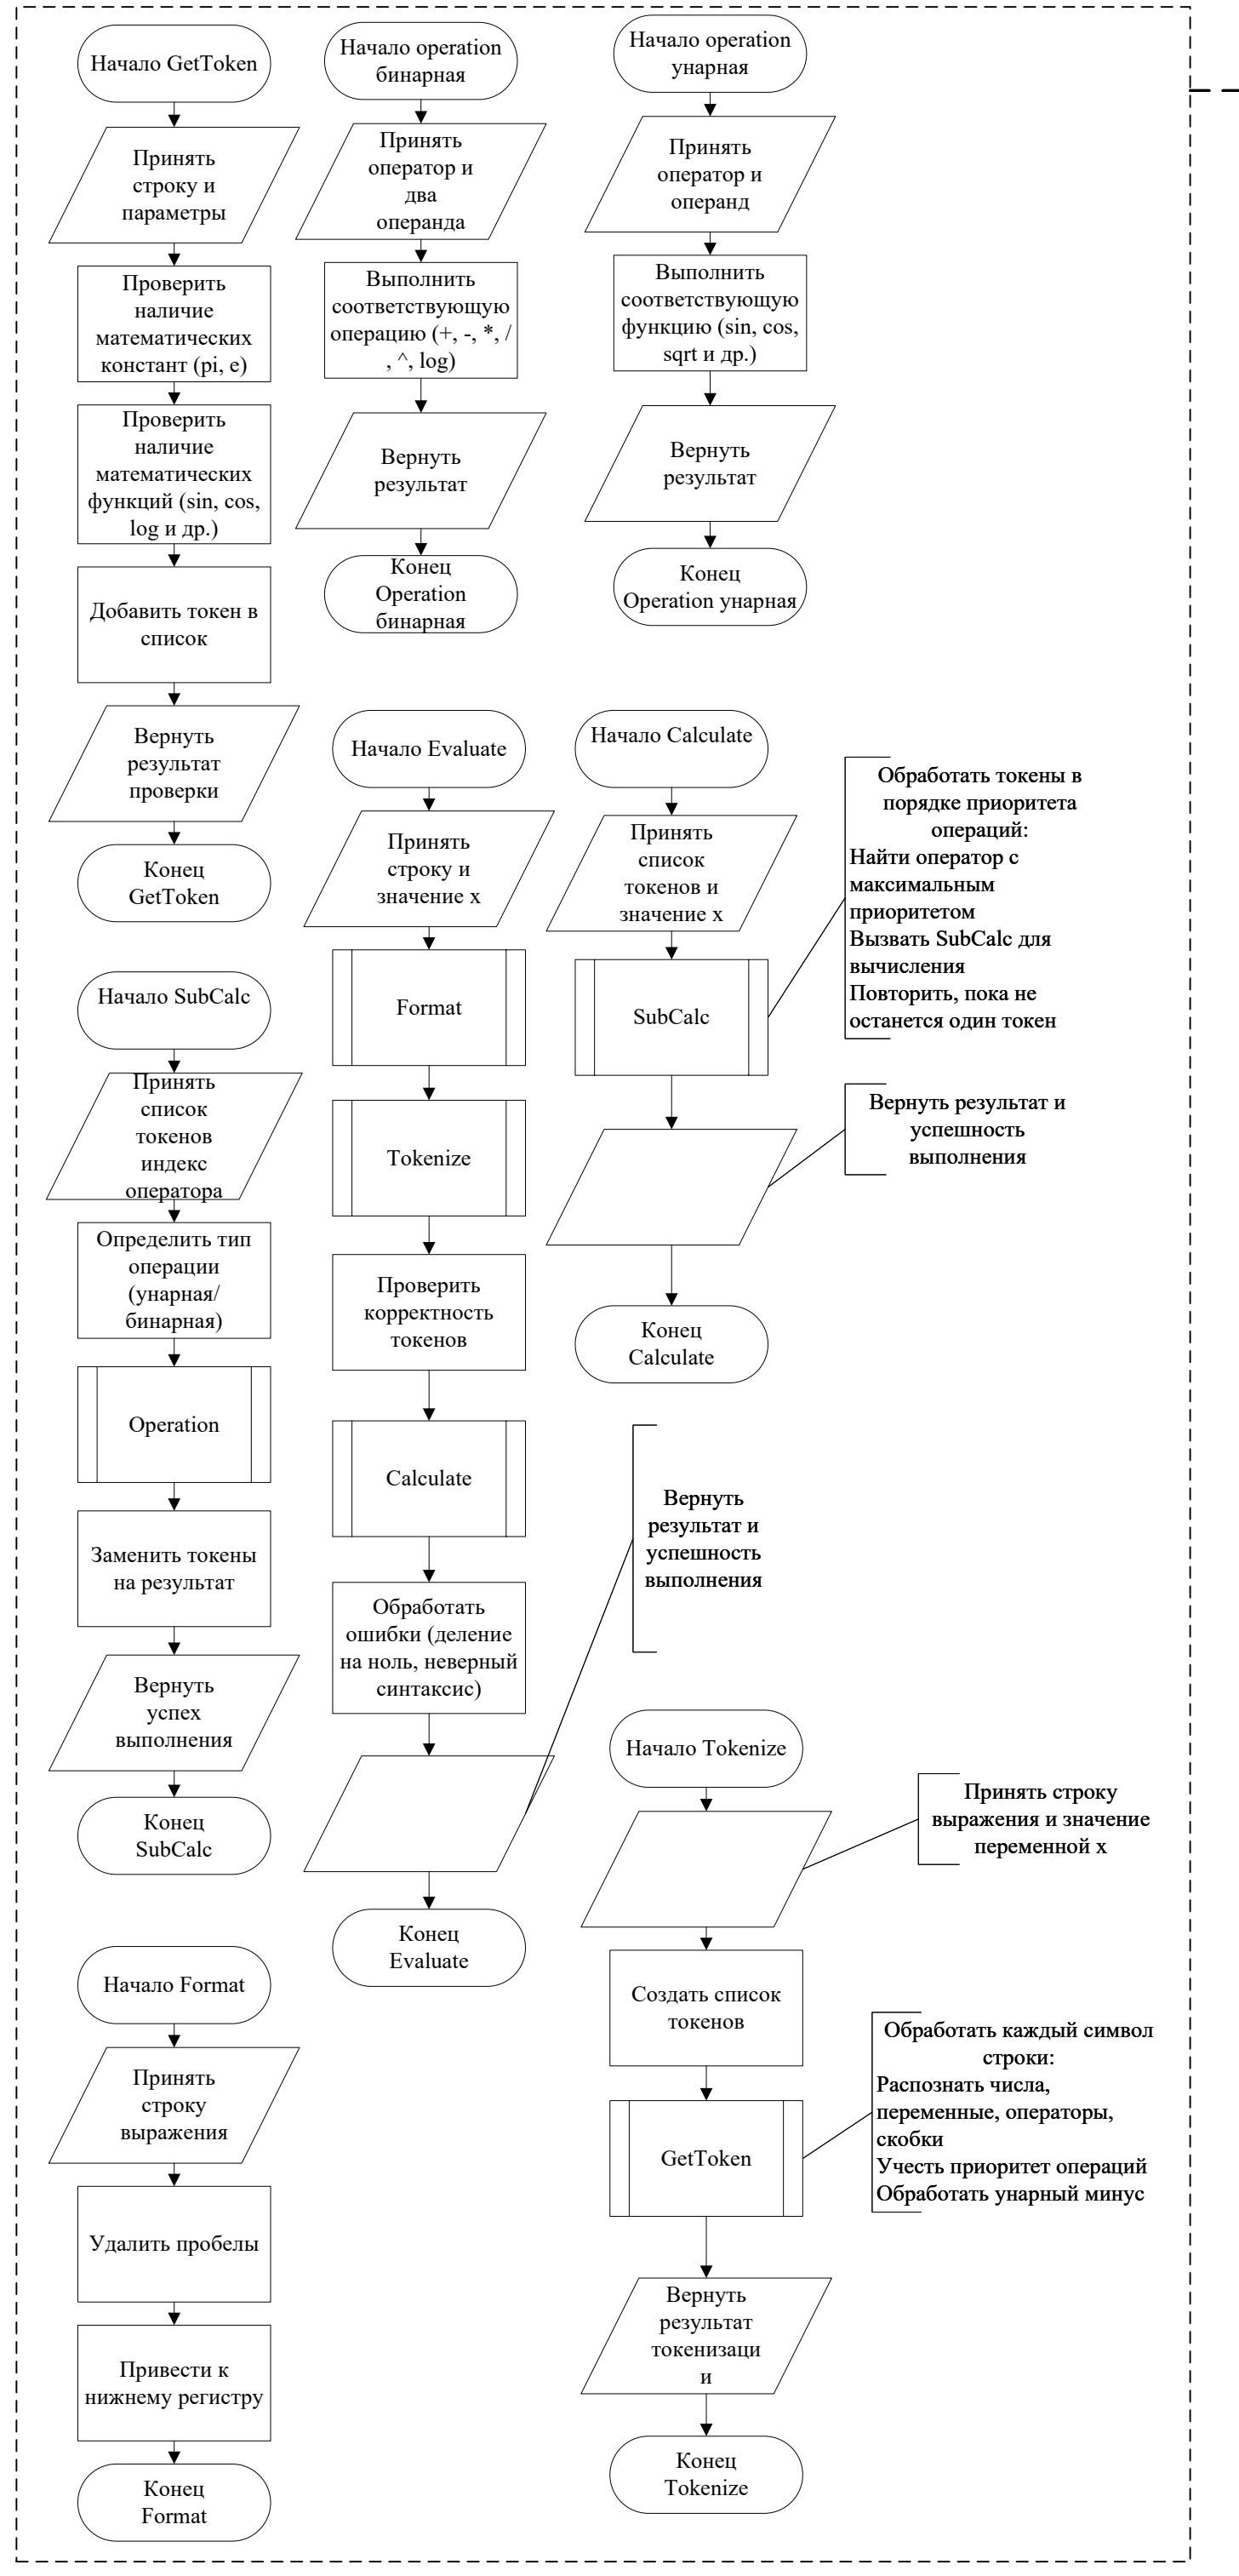 Начало GetToken
Принять
строку и
параметры
Проверить
наличие
математических
констант (pi, e)
Проверить
наличие
математических
функций (sin, cos,
log и др.)
Добавить токен в
список
Вернуть
результат
проверки
Конец
GetToken
Начало operation
бинарная
Принять
оператор и
два
операнда
Выполнить
соответствующую
операцию (+, -, *, /
, ^, log)
Вернуть
результат
Конец
Operation
бинарная
Начало operation
унарная
Принять
оператор и
операнд
Выполнить
соответствующую
функцию (sin, cos,
sqrt и др.)
Вернуть
результат
Конец
Operation унарная
Начало SubCalc
Принять
список
токенов
индекс
оператора
Определить тип
операции
(унарная/
бинарная)
Operation
Заменить токены
на результат
Вернуть
успех
выполнения
Конец
SubCalc
Начало Evaluate
Принять
строку и
значение x
Format
Tokenize
Проверить
корректность
токенов
Calculate
Обработать
ошибки (деление
на ноль, неверный
синтаксис)
Вернуть
результат и
успешность
выполнения
Конец
Evaluate
Начало Calculate
Принять
список
токенов и
значение x
SubCalc
Обработать токены в
порядке приоритета
операций:
Найти оператор с
максимальным
приоритетом
Вызвать SubCalc для
вычисления
Повторить, пока не
останется один токен
Вернуть результат и
успешность
выполнения
Конец
Calculate
Начало Format
Принять
строку
выражения
Удалить пробелы
Привести к
нижнему регистру
Конец
Format
Начало Tokenize
Принять строку
выражения и значение
переменной x
Создать список
токенов
GetToken
Обработать каждый символ
строки:
Распознать числа,
переменные, операторы,
скобки
Учесть приоритет операций
Обработать унарный минус
Вернуть
результат
токенизаци
и
Конец
Tokenize